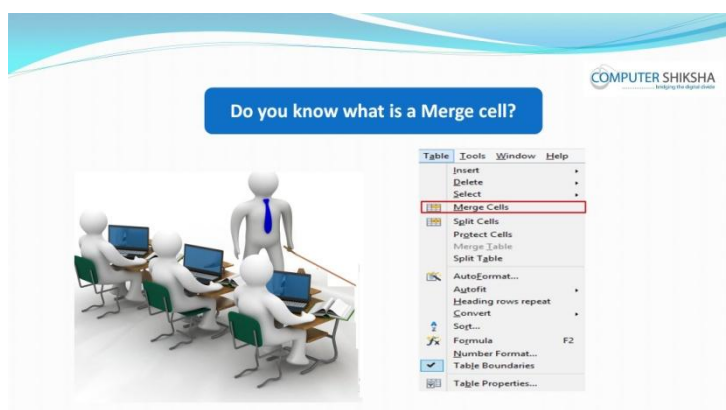 COMPUTER SHIKSHA
bridging the digital divide
Do you know what is a Merge cell?
Table Tools Window Help
Insert
Delete
Select
Merge Cells
Split Cells
Protect Cells
Merge Table
Split Table
AutoFormat...
Autofit
Heading rows repeat
Convert
Sort...
Formula F2
Number Format...
Table Boundaries
Table Properties...